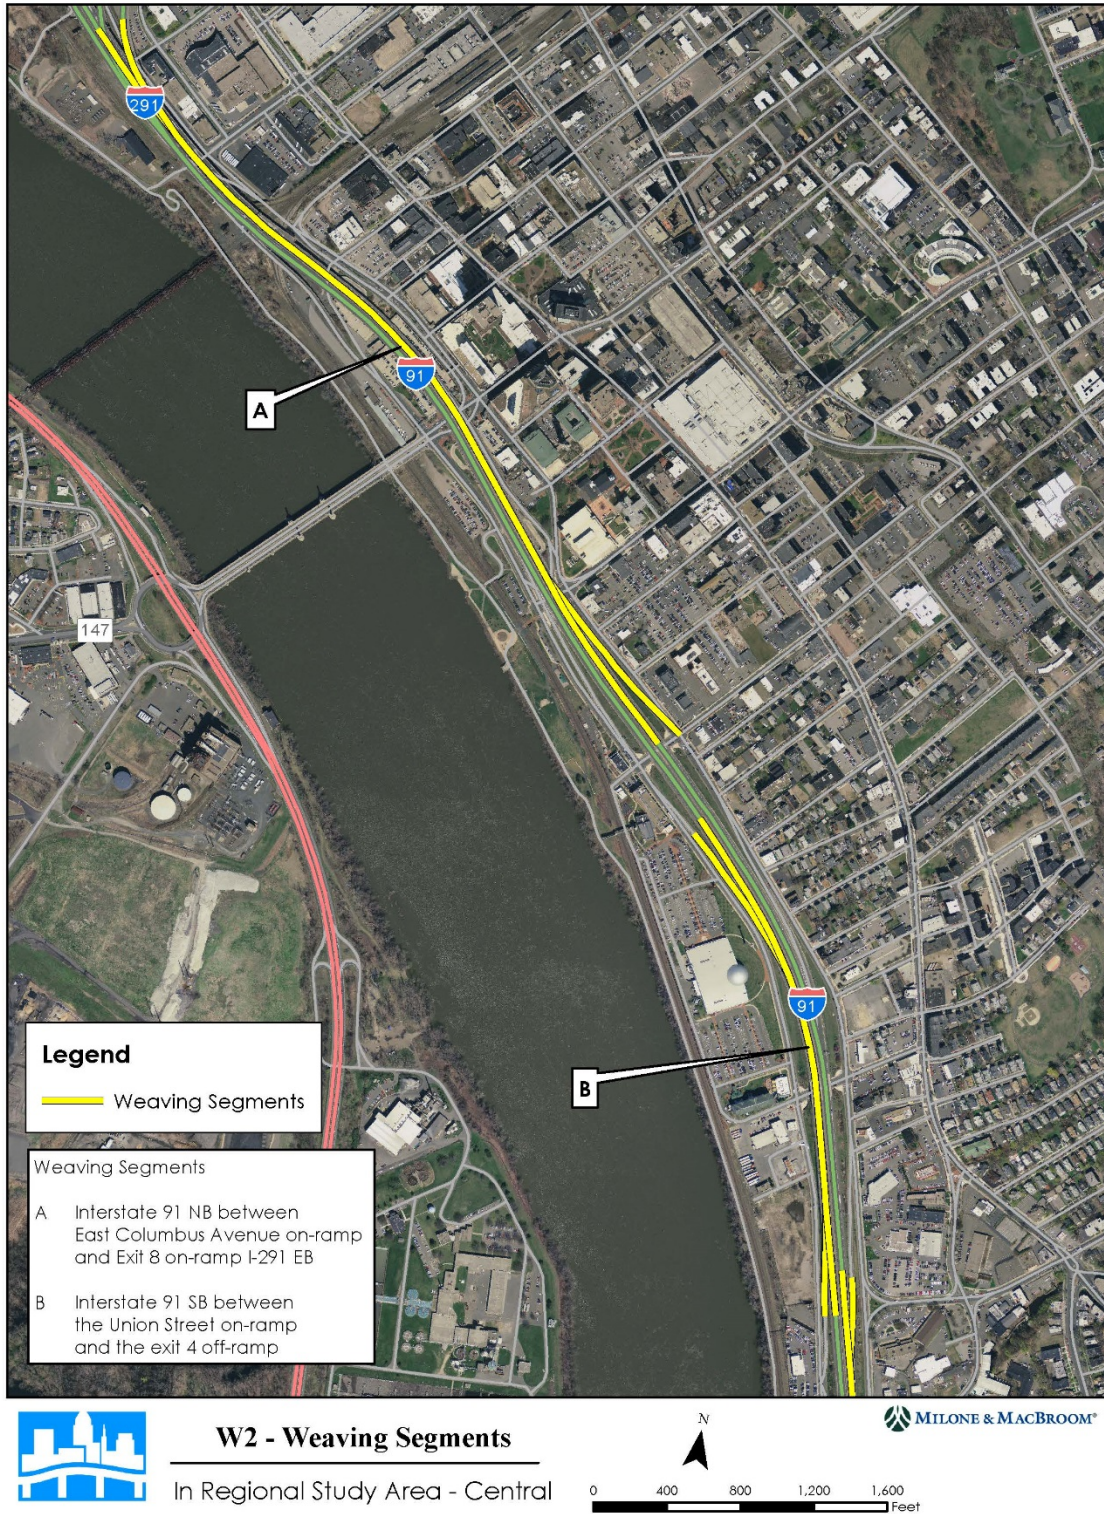 291
91
A
147
91
B
Legend
Weaving Segments
Weaving Segments
A Interstate 91 NB between
East Columbus Avenue on-ramp
and Exit 8 on-ramp I-291 EB
B Interstate 91 SB between
the Union Street on-ramp
and the exit 4 off-ramp
W2 - Weaving Segments
In Regional Study Area - Central
N
0 400 800 1,200 1,600
Feet
MILONE & MACBROOM®